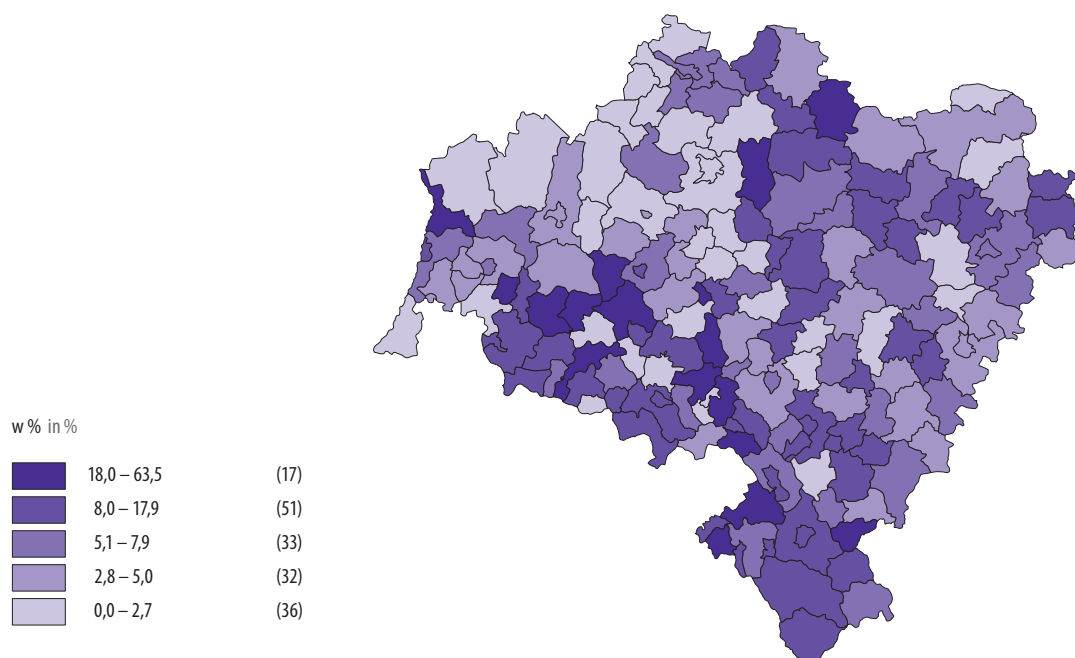 w % in %
18,0 – 63,5 (17)
8,0 – 17,9 (51)
5,1 – 7,9 (33)
2,8 – 5,0 (32)
0,0 – 2,7 (36)